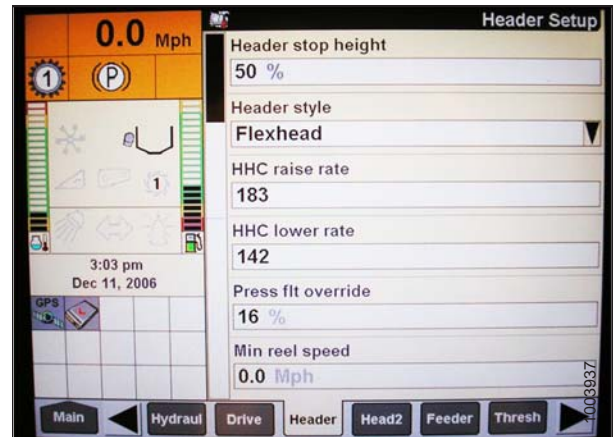 Header Setup
0.0 Mph
1
P
1
3:03 pm
Dec 11, 2006
GPS
Header stop height
50 %
Header style
Flexhead
HHC raise rate
183
HHC lower rate
142
Press flt override
16 %
Min reel speed
0.0 Mph
1003937
Main
Hydraul
Drive
Header
Head2
Feeder
Thresh